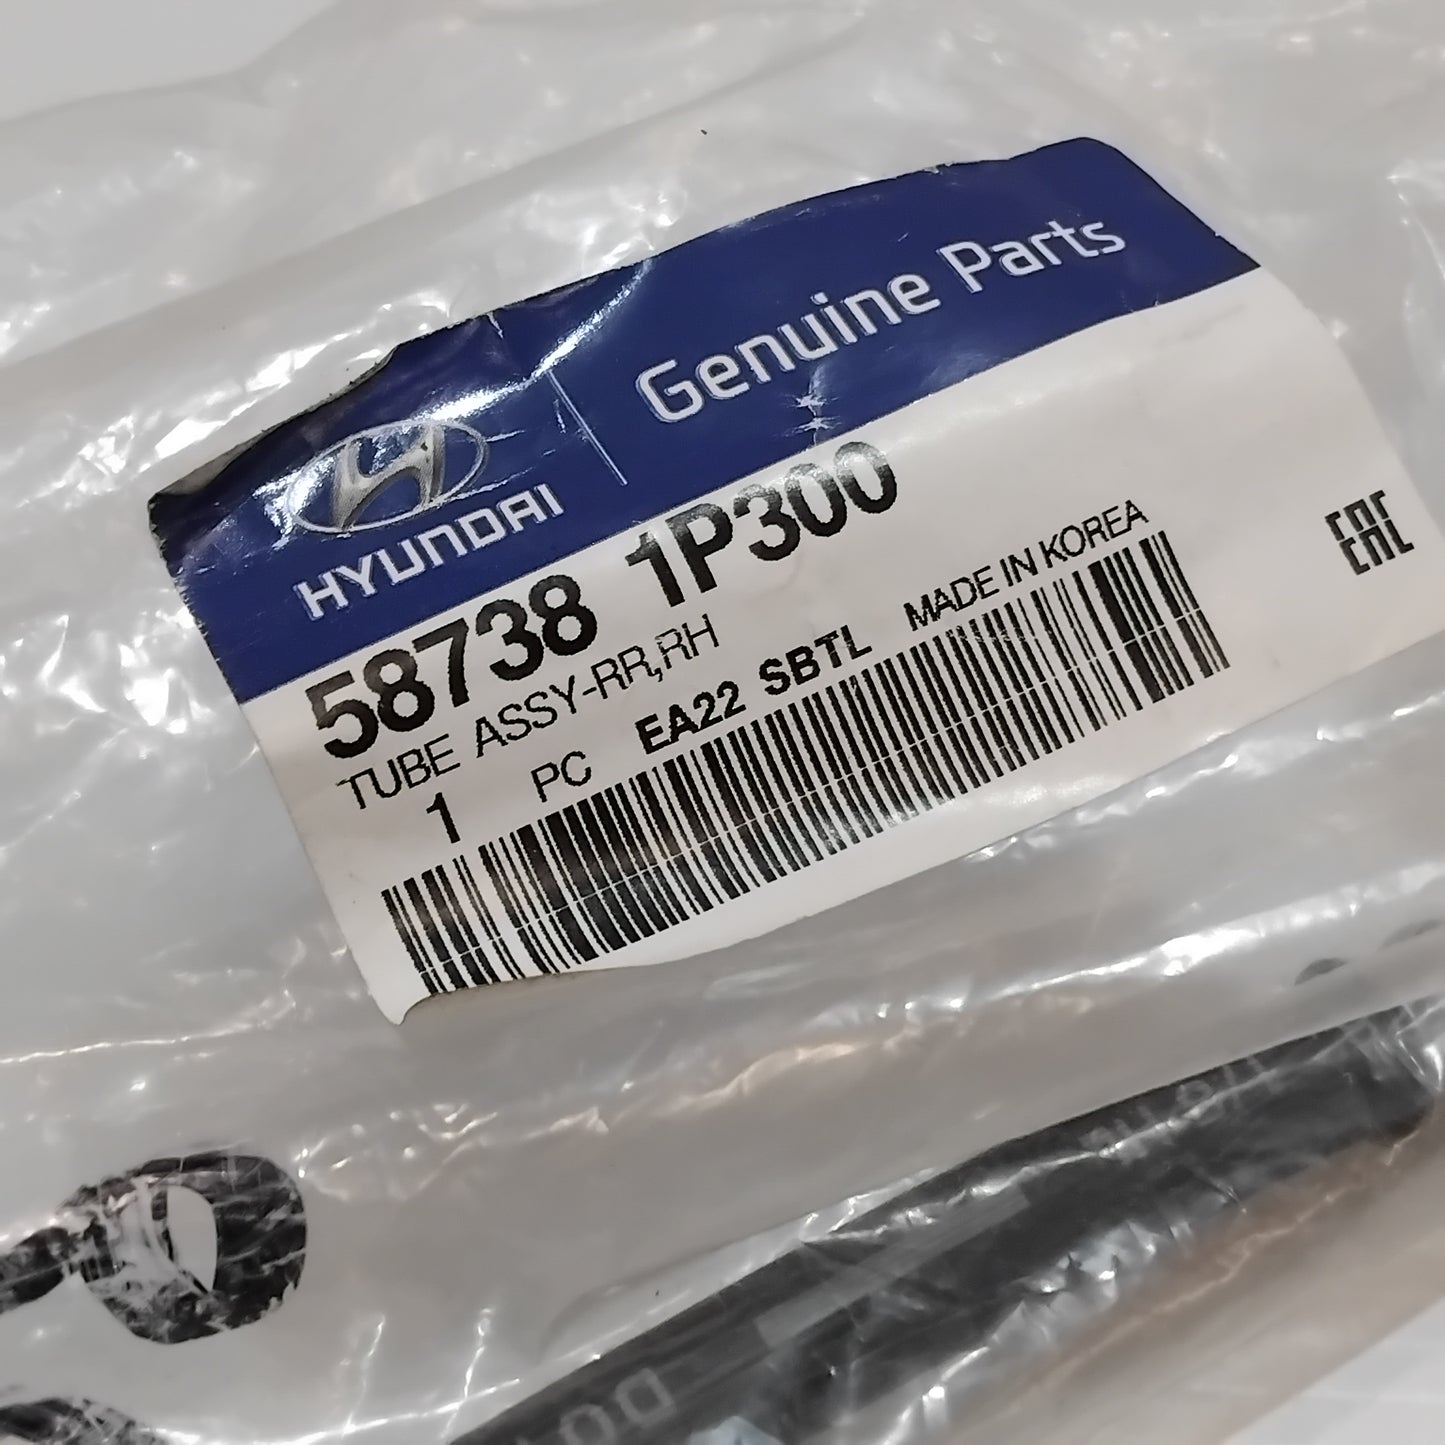 HYUNDAI
Genuine Parts
58738 1P300
TUBE ASSY-RR,RH
1 PC EA22 SBTL MADE IN KOREA
EAC